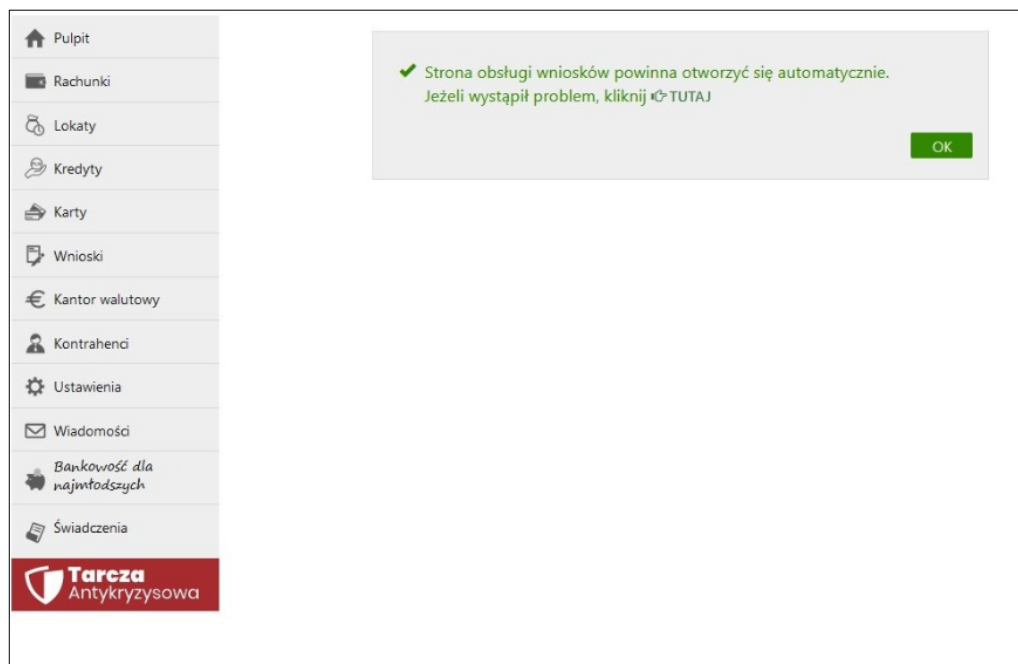 Pulpit
Rachunki
Lokaty
Kredyty
Karty
Wnioski
Kantor walutowy
Kontrahenci
Ustawienia
Wiadomości
Bankowość dla
najmłodszych
Świadczenia
Tarcza
Antykryzysowa
Strona obsługi wniosków powinna otworzyć się automatycznie.
Jeżeli wystąpił problem, kliknij TUTAJ
OK